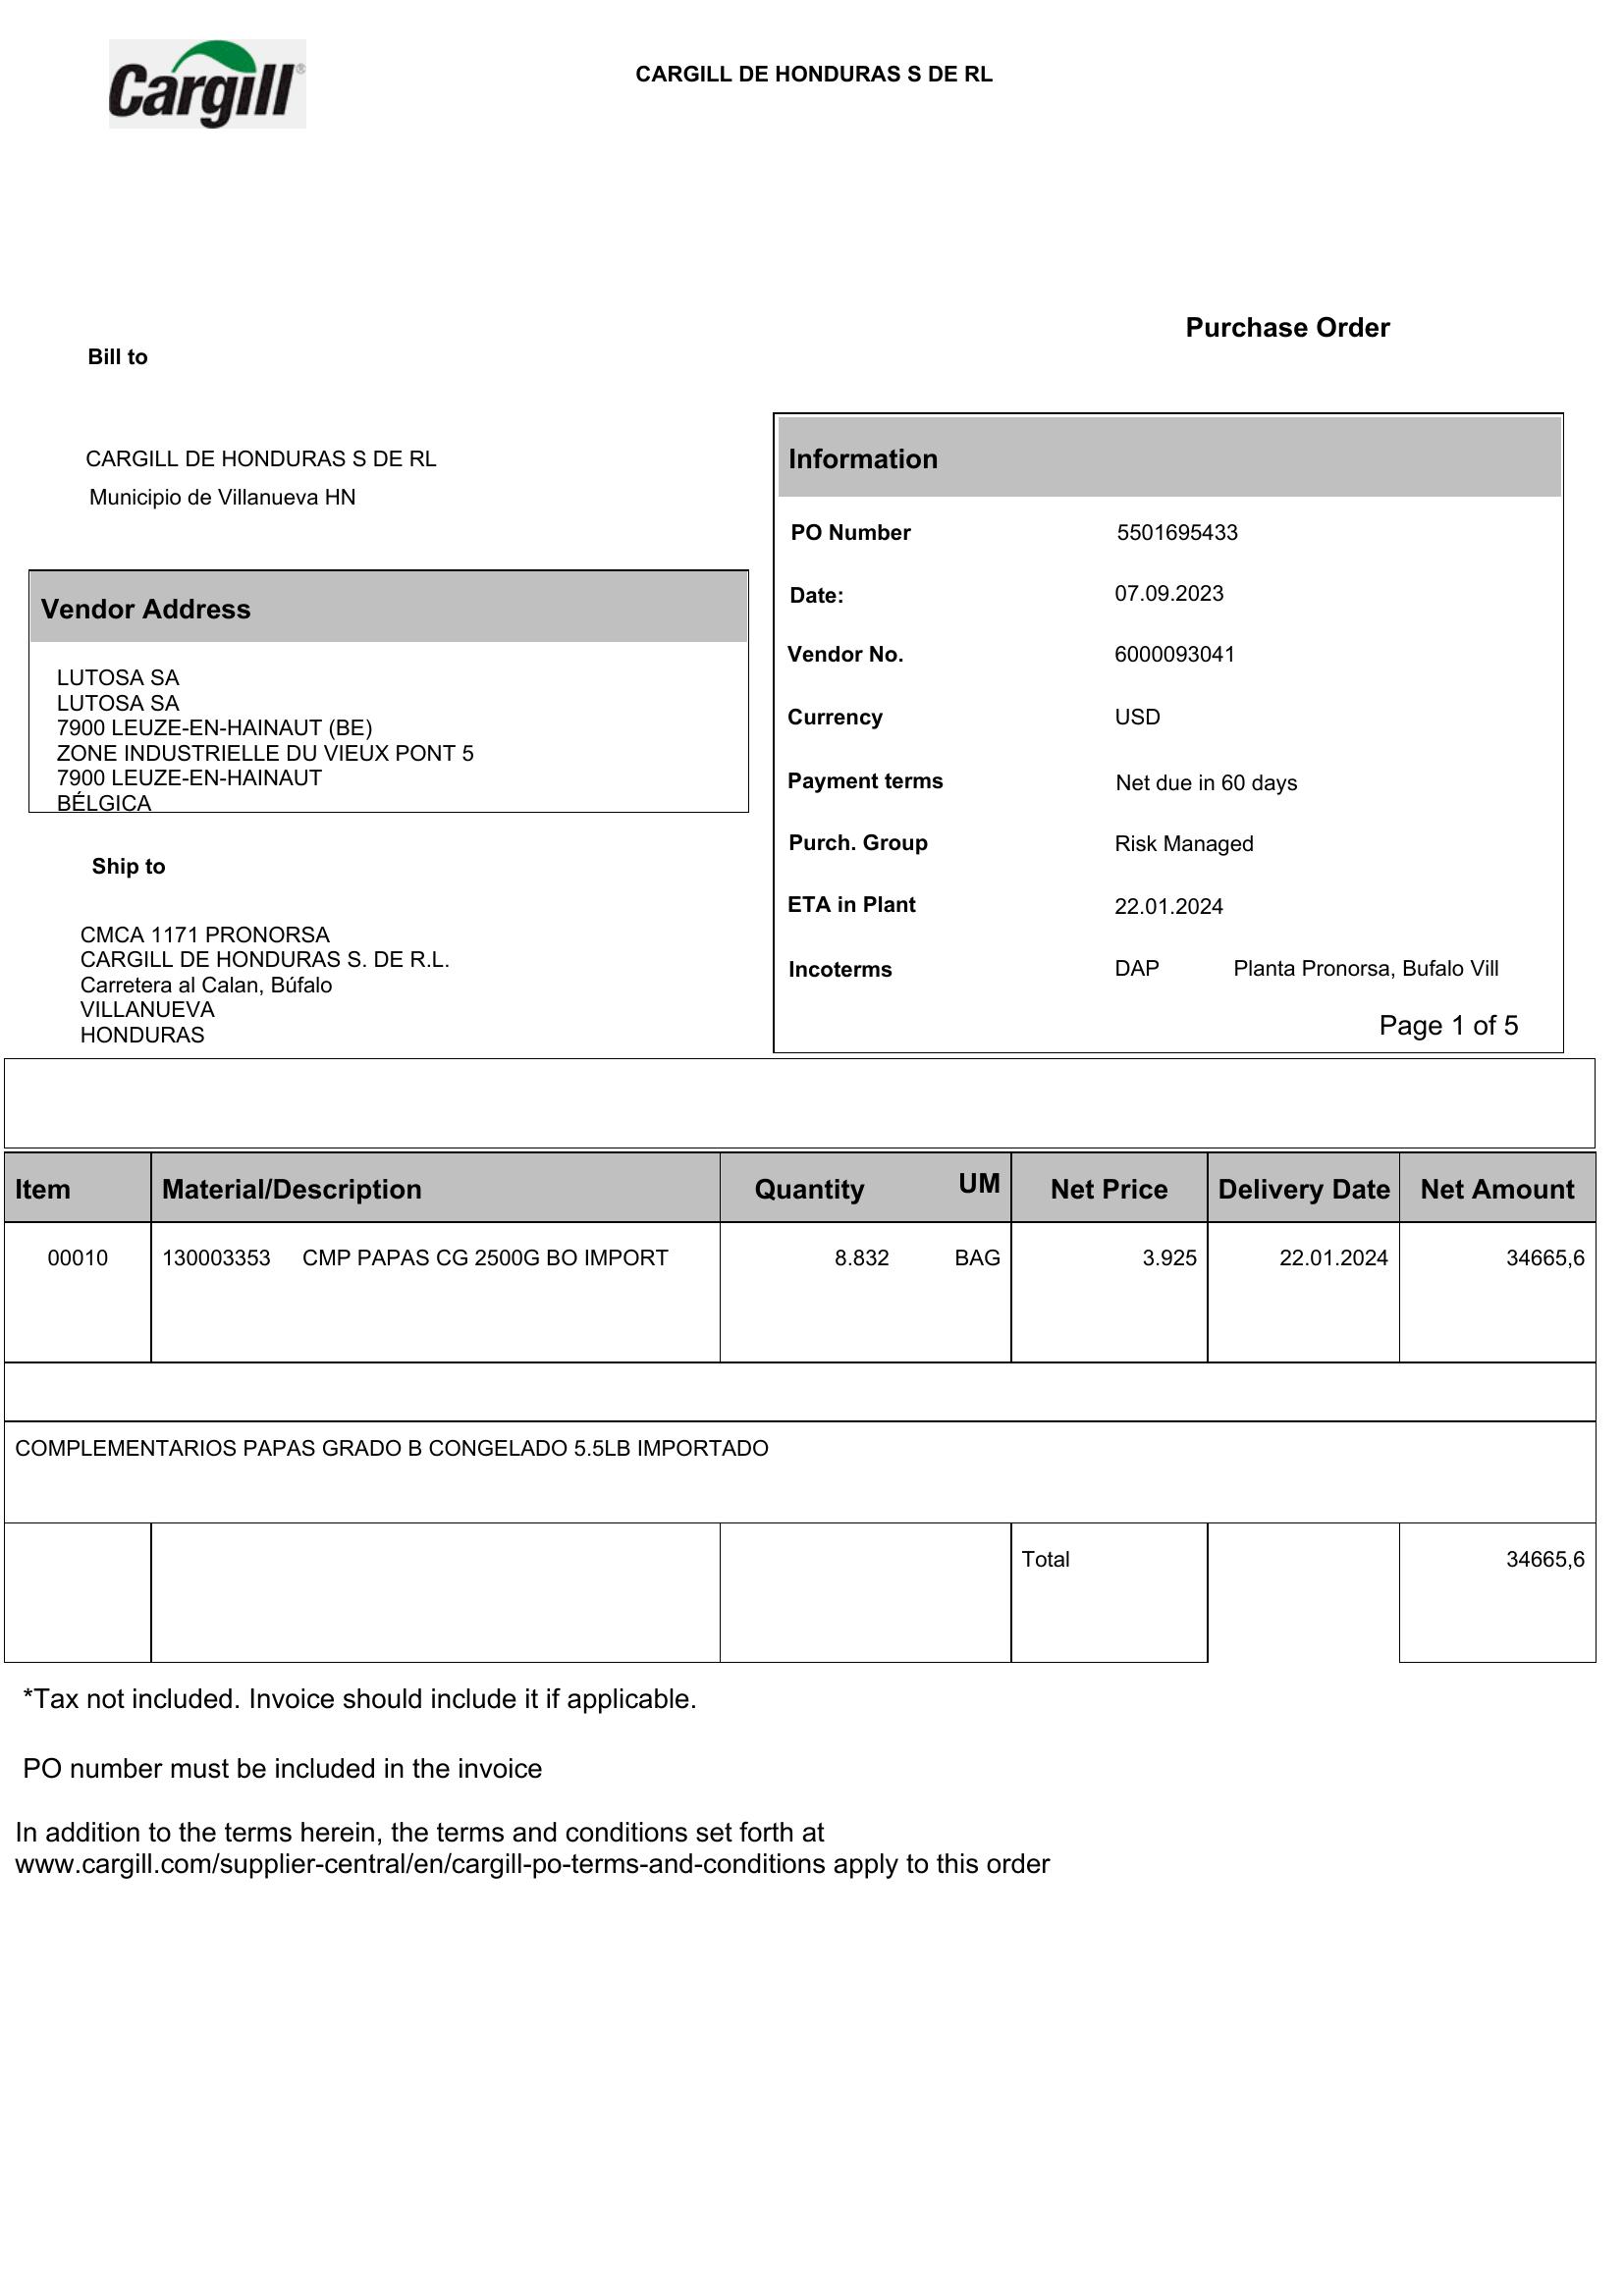 Cargill®
CARGILL DE HONDURAS S DE RL
Purchase Order
Bill to
CARGILL DE HONDURAS S DE RL
Municipio de Villanueva HN
Vendor Address
LUTOSA SA
LUTOSA SA
7900 LEUZE-EN-HAINAUT (BE)
ZONE INDUSTRIELLE DU VIEUX PONT 5
7900 LEUZE-EN-HAINAUT
BÉLGICA
Ship to
CMCA 1171 PRONORSA
CARGILL DE HONDURAS S. DE R.L.
Carretera al Calan, Búfalo
VILLANUEVA
HONDURAS
Information
PO Number 5501695433
Date: 07.09.2023
Vendor No. 6000093041
Currency USD
Payment terms Net due in 60 days
Purch. Group Risk Managed
ETA in Plant 22.01.2024
Incoterms DAP Planta Pronorsa, Bufalo Vill
Page 1 of 5
Item Material/Description Quantity UM Net Price Delivery Date Net Amount
00010 130003353 CMP PAPAS CG 2500G BO IMPORT 8.832 BAG 3.925 22.01.2024 34665,6
COMPLEMENTARIOS PAPAS GRADO B CONGELADO 5.5LB IMPORTADO
Total 34665,6
*Tax not included. Invoice should include it if applicable.
PO number must be included in the invoice
In addition to the terms herein, the terms and conditions set forth at
www.cargill.com/supplier-central/en/cargill-po-terms-and-conditions apply to this order